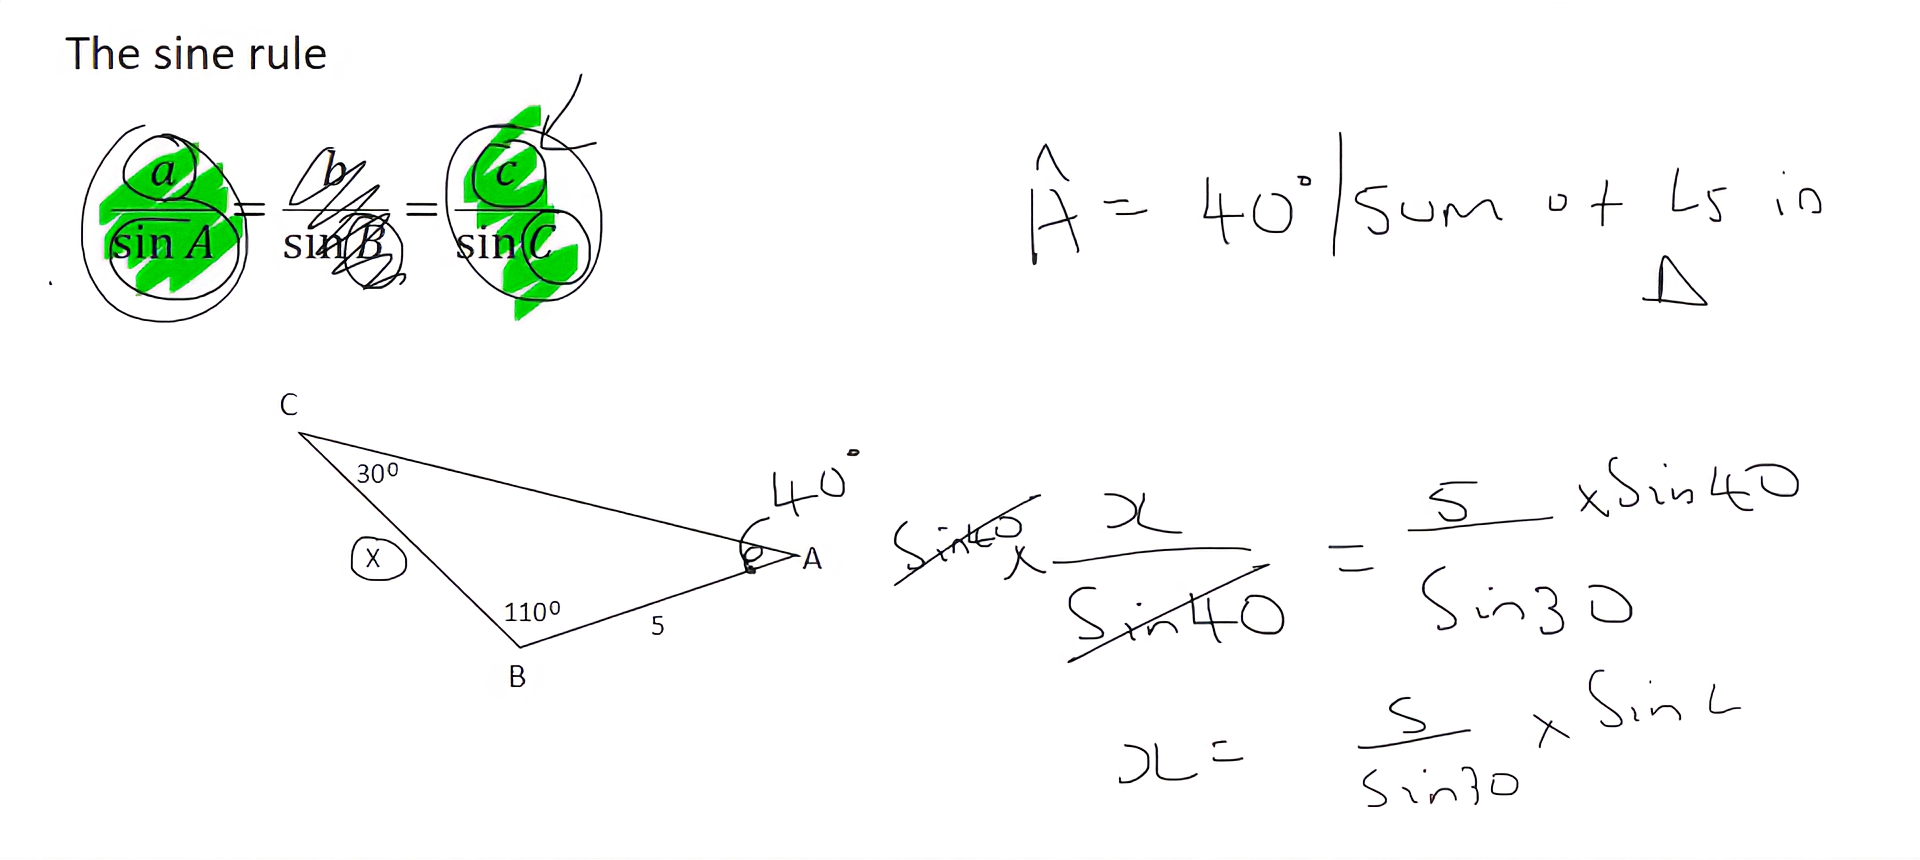 The sine rule
a/sin A = b/sin B = c/sin C
Â = 40° | Sum of ∠s in
Δ
C
30°
40°
x
A
110°
5
B
sin40 × x/Sin40 = 5/Sin30 × Sin40
x = 5/Sin30 × Sin 4